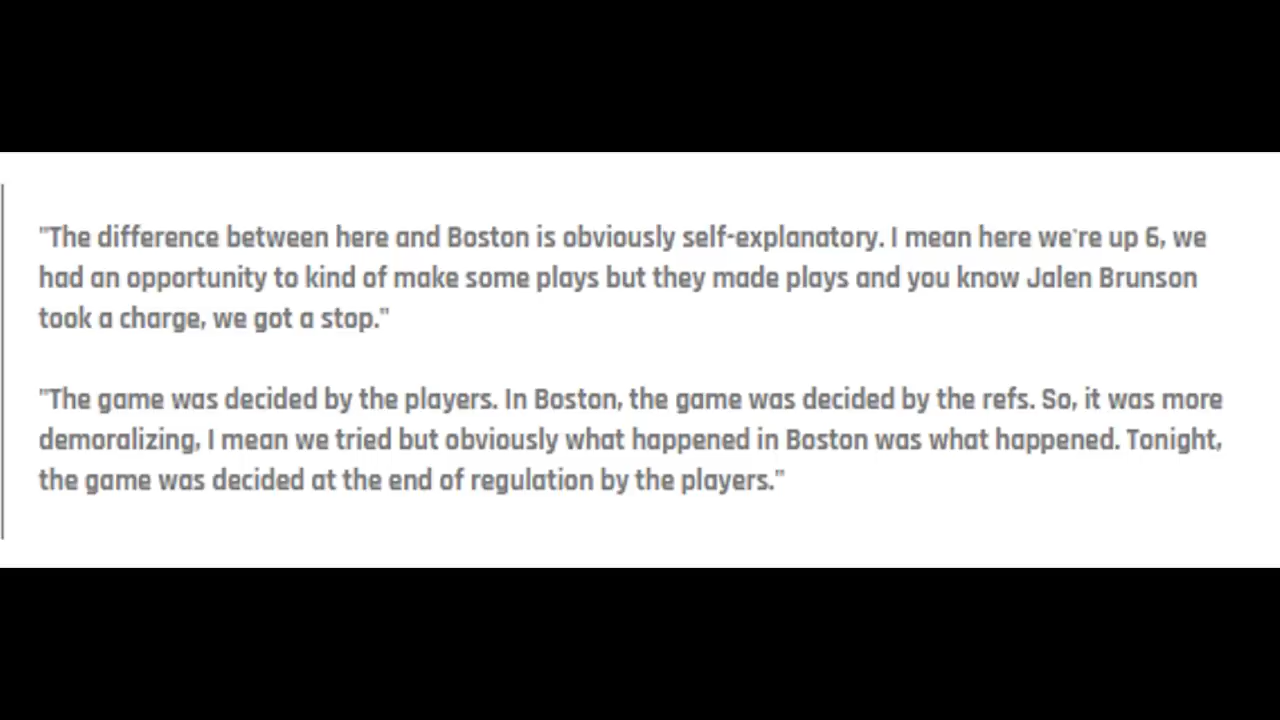 "The difference between here and Boston is obviously self-explanatory. I mean here we're up 6, we
had an opportunity to kind of make some plays but they made plays and you know Jalen Brunson
took a charge, we got a stop."
"The game was decided by the players. In Boston, the game was decided by the refs. So, it was more
demoralizing, I mean we tried but obviously what happened in Boston was what happened. Tonight,
the game was decided at the end of regulation by the players."